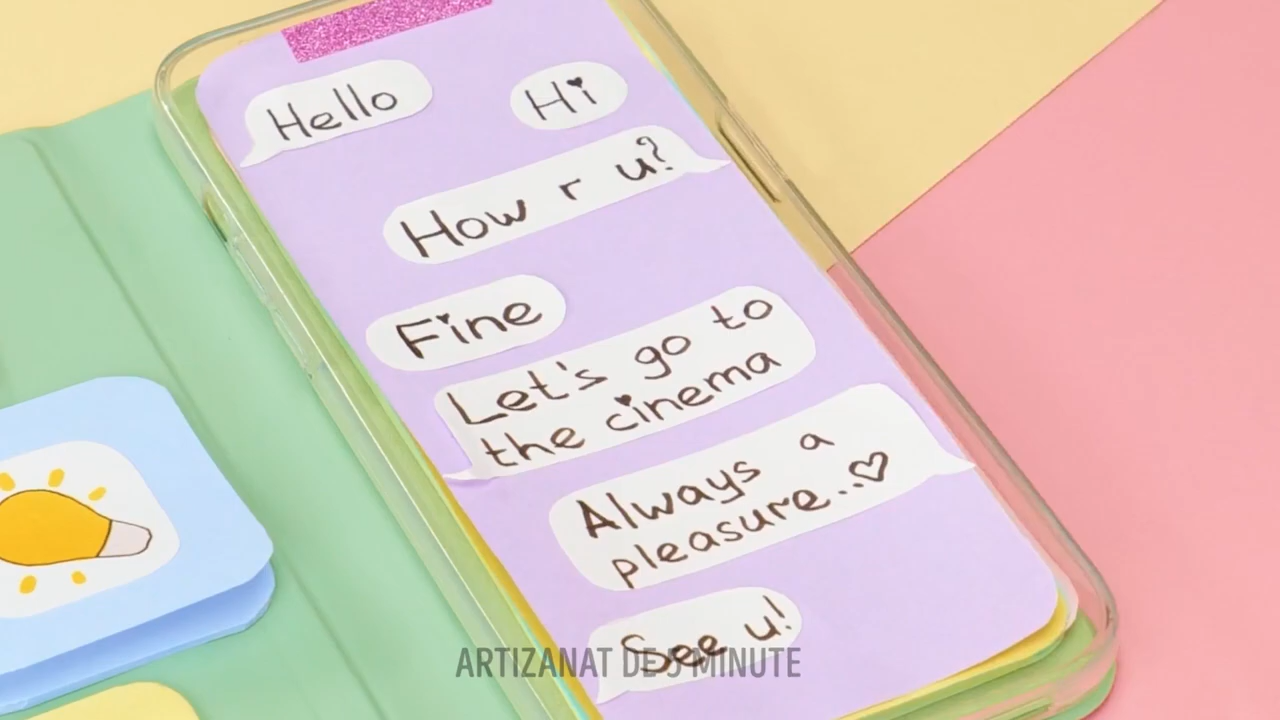 Hello
Hi
How r u?
Fine
Let's go to
the cinema
Always a
pleasure..♡
See u!
ARTIZANAT DE 5 MINUTE